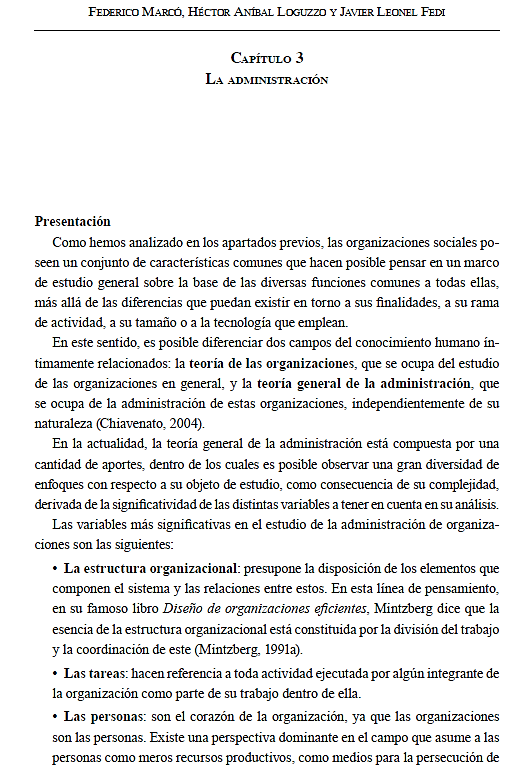 FEDERICO MARCÓ, HÉCTOR ANÍBAL LOGUZZO Y JAVIER LEONEL FEDI
CAPÍTULO 3
LA ADMINISTRACIÓN
Presentación
Como hemos analizado en los apartados previos, las organizaciones sociales po-
seen un conjunto de características comunes que hacen posible pensar en un marco
de estudio general sobre la base de las diversas funciones comunes a todas ellas,
más allá de las diferencias que puedan existir en torno a sus finalidades, a su rama
de actividad, a su tamaño o a la tecnología que emplean.
En este sentido, es posible diferenciar dos campos del conocimiento humano ín-
timamente relacionados: la teoría de las organizaciones, que se ocupa del estudio
de las organizaciones en general, y la teoría general de la administración, que
se ocupa de la administración de estas organizaciones, independientemente de su
naturaleza (Chiavenato, 2004).
En la actualidad, la teoría general de la administración está compuesta por una
cantidad de aportes, dentro de los cuales es posible observar una gran diversidad de
enfoques con respecto a su objeto de estudio, como consecuencia de su complejidad,
derivada de la significatividad de las distintas variables a tener en cuenta en su análisis.
Las variables más significativas en el estudio de la administración de organiza-
ciones son las siguientes:
• La estructura organizacional: presupone la disposición de los elementos que
componen el sistema y las relaciones entre estos. En esta línea de pensamiento,
en su famoso libro Diseño de organizaciones eficientes, Mintzberg dice que la
esencia de la estructura organizacional está constituida por la división del trabajo
y la coordinación de este (Mintzberg, 1991a).
• Las tareas: hacen referencia a toda actividad ejecutada por algún integrante de
la organización como parte de su trabajo dentro de ella.
• Las personas: son el corazón de la organización, ya que las organizaciones
son las personas. Existe una perspectiva dominante en el campo que asume a las
personas como meros recursos productivos, como medios para la persecución de